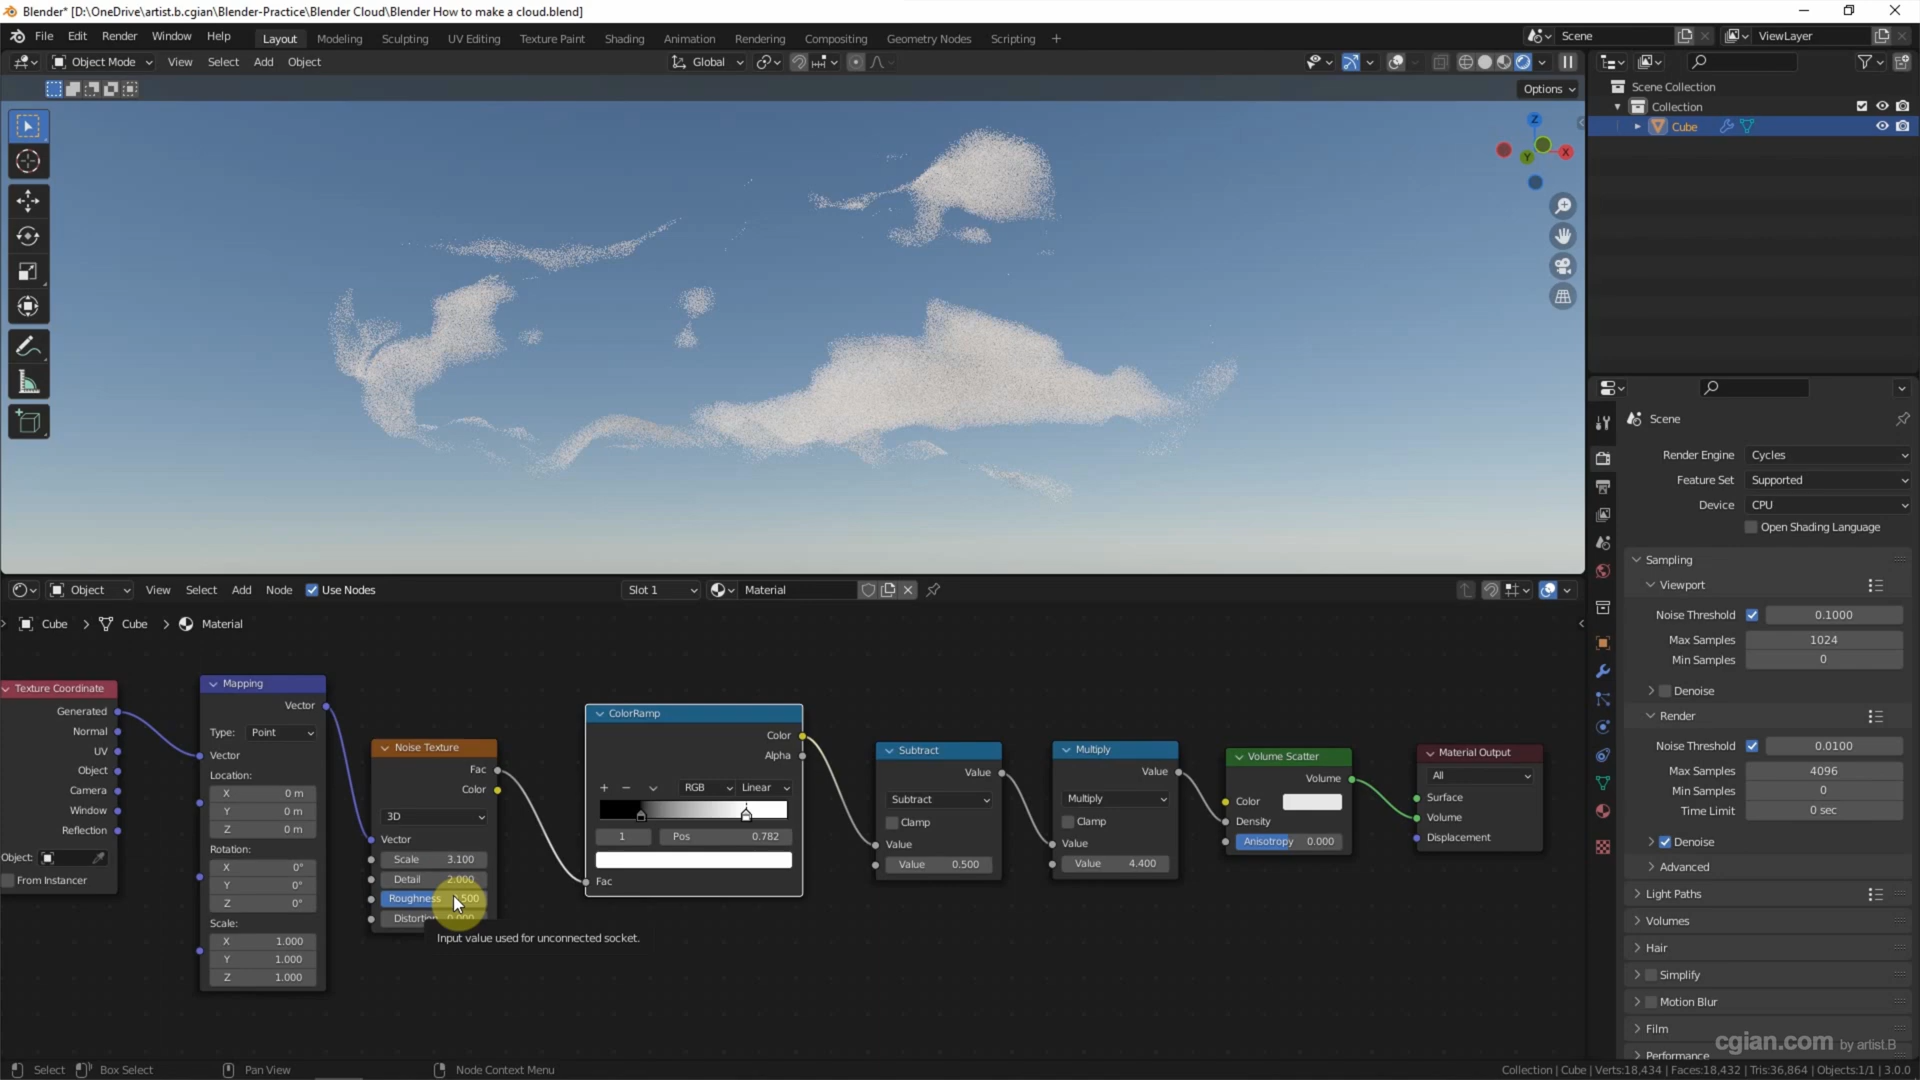 Blender* [D:\OneDrive\artist.b.cgian\Blender-Practice\Blender Cloud\Blender How to make a cloud.blend]
File Edit Render Window Help Layout Modeling Sculpting UV Editing Texture Paint Shading Animation Rendering Compositing Geometry Nodes Scripting + Scene ViewLayer
Object Mode View Select Add Object Global
Options
Z
X
Y
Scene Collection
Collection
Cube
Scene
Render Engine Cycles
Feature Set Supported
Device CPU
Open Shading Language
Sampling
Viewport
Noise Threshold 0.1000
Max Samples 1024
Min Samples 0
Denoise
Render
Noise Threshold 0.0100
Max Samples 4096
Min Samples 0
Time Limit 0 sec
Denoise
Advanced
Light Paths
Volumes
Hair
Simplify
Motion Blur
Film
Performance
Object View Select Add Node Use Nodes Slot 1 Material
Cube > Cube > Material
Texture Coordinate
Generated
Normal
UV
Object
Camera
Window
Reflection
Object:
From Instancer
Mapping
Vector
Type: Point
Vector
Location:
X 0 m
Y 0 m
Z 0 m
Rotation:
X 0°
Y 0°
Z 0°
Scale:
X 1.000
Y 1.000
Z 1.000
Noise Texture
Fac
Color
3D
Vector
Scale 3.100
Detail 2.000
Roughness
Distortion 0.000
Input value used for unconnected socket.
ColorRamp
Color
Alpha
+ − RGB Linear
1 Pos 0.782
Fac
Subtract
Value
Subtract
Clamp
Value
Value 0.500
Multiply
Value
Multiply
Clamp
Value
Value 4.400
Volume Scatter
Volume
Color
Density
Anisotropy 0.000
Material Output
All
Surface
Volume
Displacement
cgian.com by artist.B
Select Box Select Pan View Node Context Menu Collection | Cube | Verts:18,434 | Faces:18,432 | Tris:36,864 | Objects:1/1 | 3.0.0